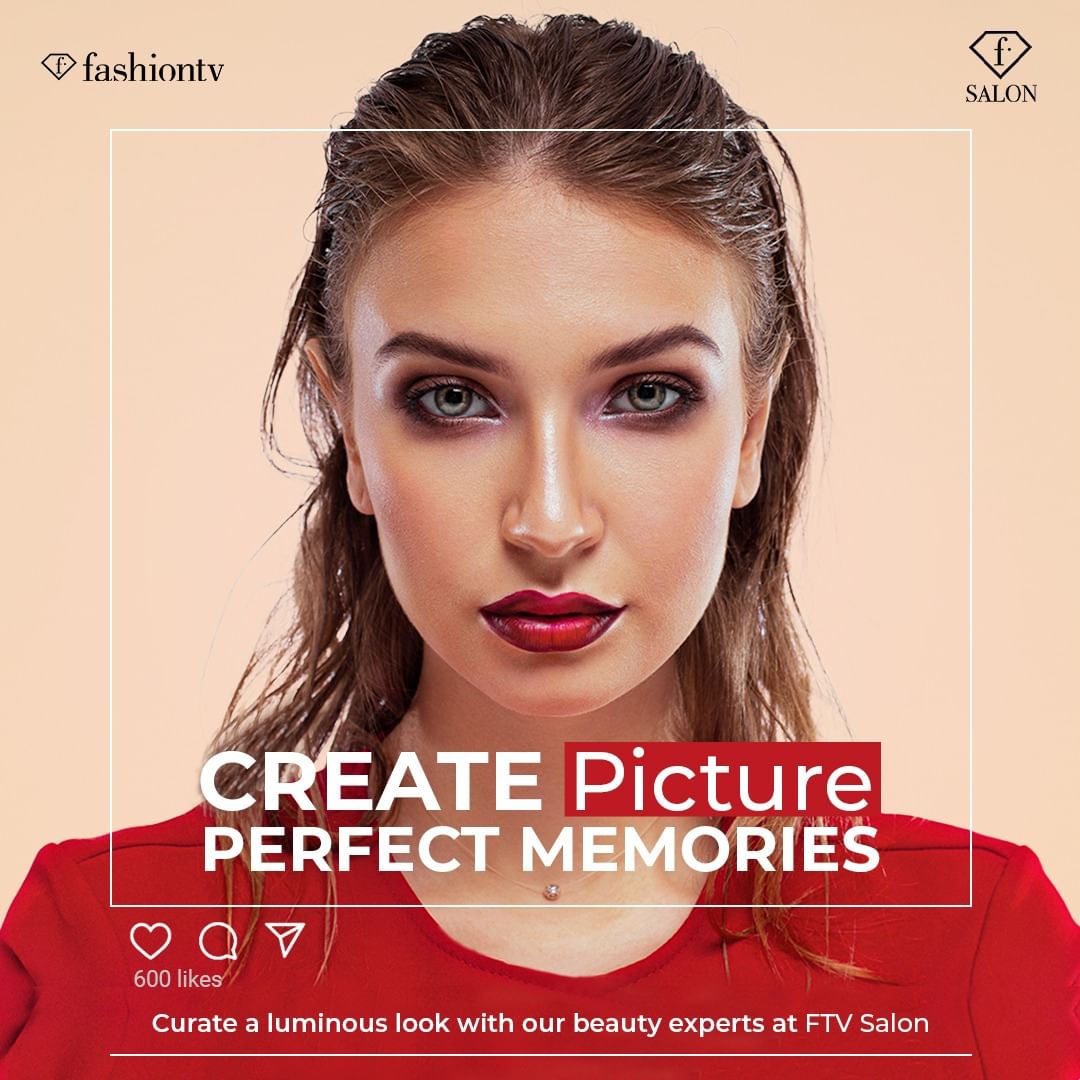 fashiontv
f
SALON
CREATE Picture
PERFECT MEMORIES
600 likes
Curate a luminous look with our beauty experts at FTV Salon